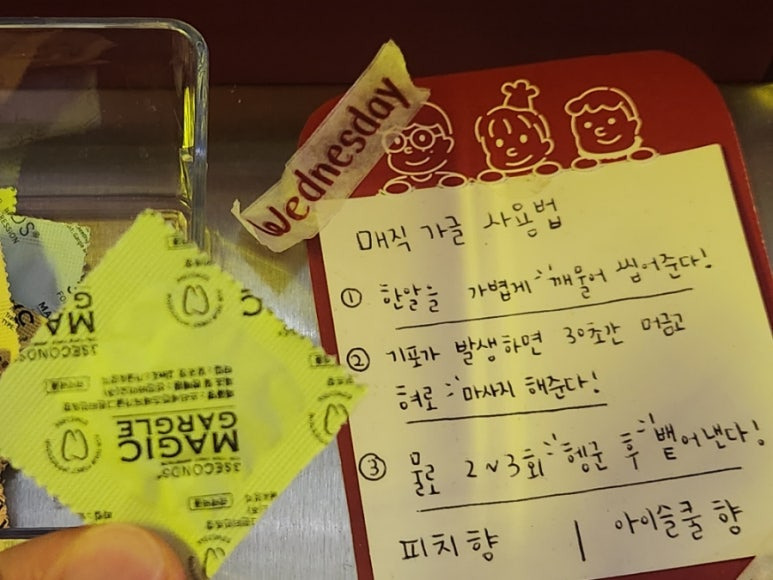 Wednesday
매직 가글 사용법
① 한알을 가볍게 깨물어 씹어준다!
② 기포가 발생하면 30초간 머금고
혀로 마사지 해준다!
③ 물로 2~3회 헹군 후 뱉어낸다!
피치향 | 아이슬쿨 향
3SECONDS
MAGIC
GARGLE
MAG
3SECONDS